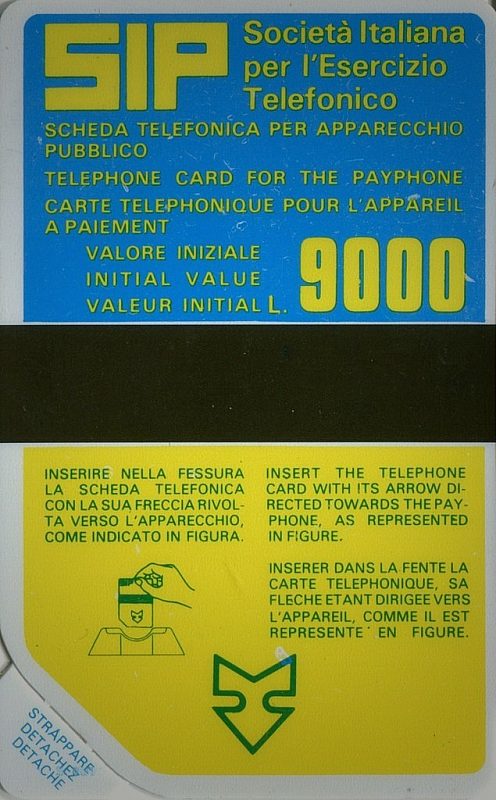 SIP
Società Italiana
per l'Esercizio
Telefonico
SCHEDA TELEFONICA PER APPARECCHIO
PUBBLICO
TELEPHONE CARD FOR THE PAYPHONE
CARTE TELEPHONIQUE POUR L'APPAREIL
A PAIEMENT
VALORE INIZIALE
INITIAL VALUE
VALEUR INITIAL L. 9000
INSERIRE NELLA FESSURA
LA SCHEDA TELEFONICA
CON LA SUA FRECCIA RIVOL-
TA VERSO L'APPARECCHIO,
COME INDICATO IN FIGURA.
INSERT THE TELEPHONE
CARD WITH ITS ARROW DI-
RECTED TOWARDS THE PAY-
PHONE, AS REPRESENTED
IN FIGURE.
INSERER DANS LA FENTE LA
CARTE TELEPHONIQUE, SA
FLECHE ETANT DIRIGEE VERS
L'APPAREIL, COMME IL EST
REPRESENTE EN FIGURE.
STRAPPARE
DETACHEZ
DETACHE